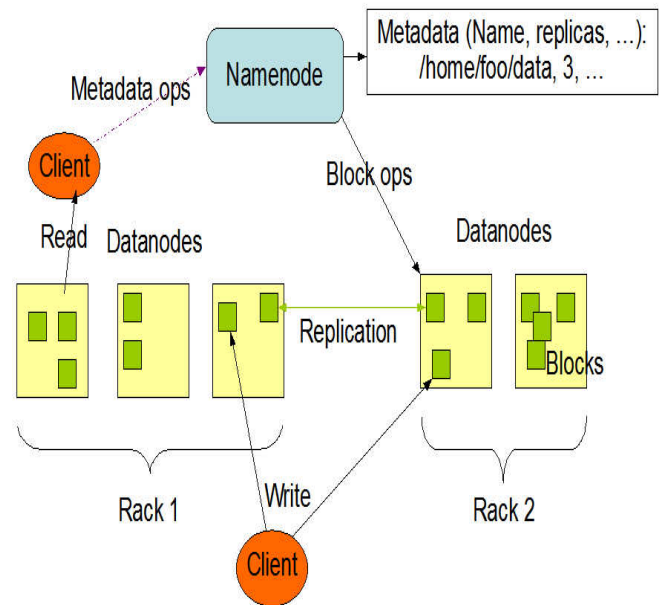 Metadata (Name, replicas, …):
/home/foo/data, 3, …
Namenode
Metadata ops
Client
Block ops
Read
Datanodes
Datanodes
Replication
Blocks
Rack 1
Write
Rack 2
Client